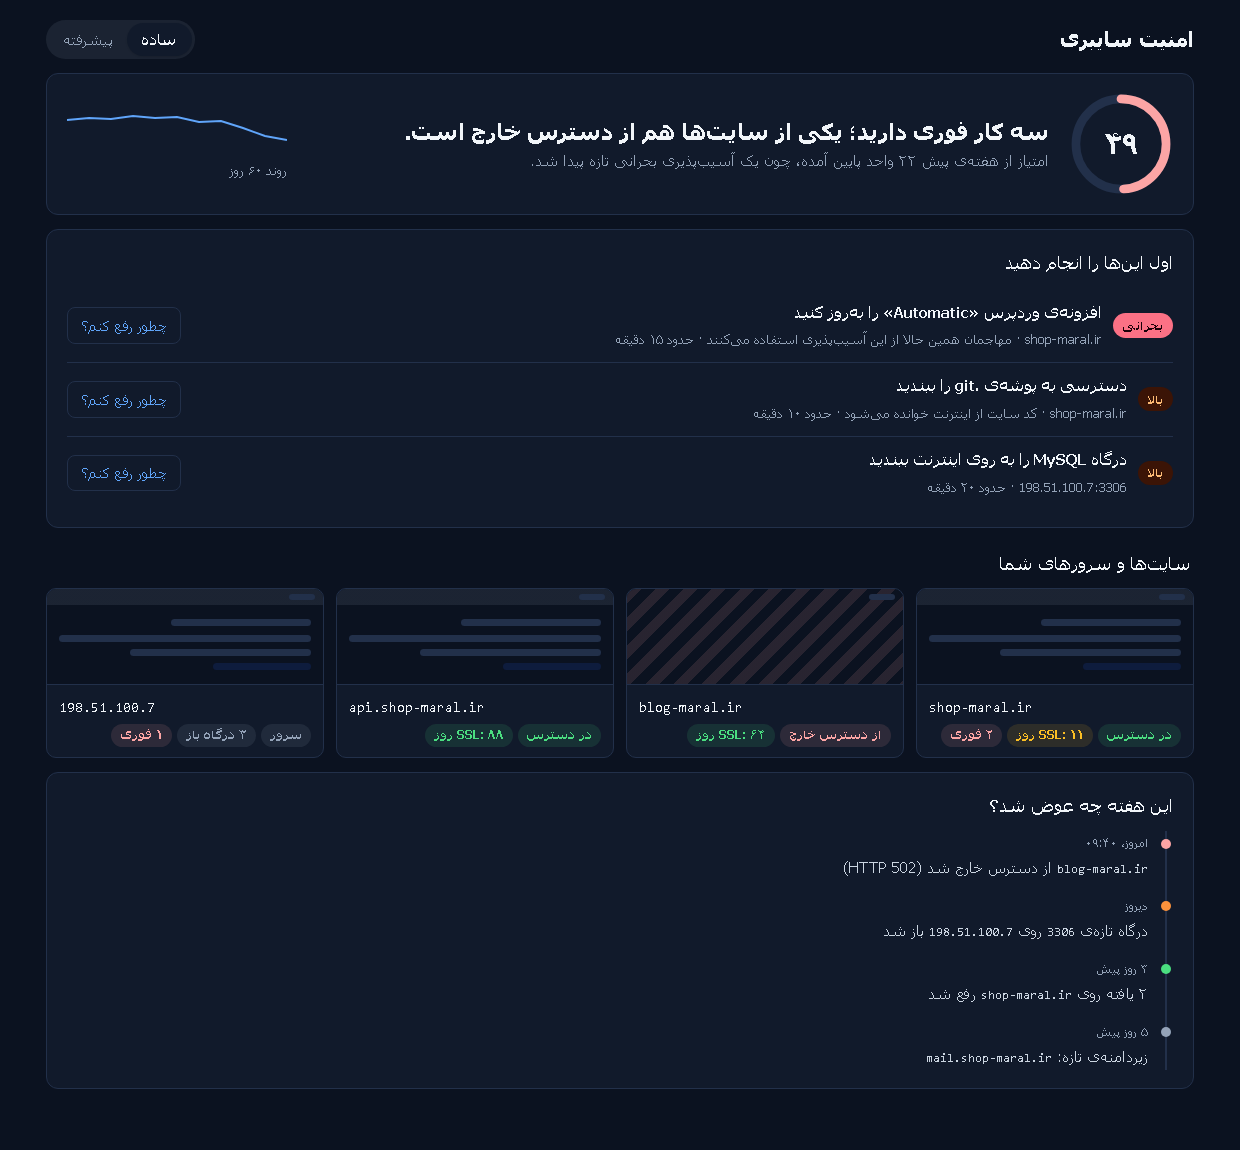 امنیت سایبری
ساده
پیشرفته
۴۹
سه کار فوری دارید؛ یکی از سایت‌ها هم از دسترس خارج است.
امتیاز از هفته‌ی پیش ۲۲ واحد پایین آمده، چون یک آسیب‌پذیری بحرانی تازه پیدا شد.
روند ۶۰ روز
اول این‌ها را انجام دهید
بحرانی
افزونه‌ی وردپرس «Automatic» را به‌روز کنید
shop-maral.ir · مهاجمان همین حالا از این آسیب‌پذیری استفاده می‌کنند · حدود ۱۵ دقیقه
چطور رفع کنم؟
بالا
دسترسی به پوشه‌ی .git را ببندید
shop-maral.ir · کد سایت از اینترنت خوانده می‌شود · حدود ۱۰ دقیقه
چطور رفع کنم؟
بالا
درگاه MySQL را به روی اینترنت ببندید
198.51.100.7:3306 · حدود ۲۰ دقیقه
چطور رفع کنم؟
سایت‌ها و سرورهای شما
shop-maral.ir
در دسترس
SSL: ۱۱ روز
۲ فوری
blog-maral.ir
از دسترس خارج
SSL: ۶۴ روز
api.shop-maral.ir
در دسترس
SSL: ۸۸ روز
198.51.100.7
سرور
۳ درگاه باز
۱ فوری
این هفته چه عوض شد؟
امروز، ۰۹:۴۰
blog-maral.ir از دسترس خارج شد (HTTP 502)
دیروز
درگاه تازه‌ی 3306 روی 198.51.100.7 باز شد
۳ روز پیش
۲ یافته روی shop-maral.ir رفع شد
۵ روز پیش
زیردامنه‌ی تازه: mail.shop-maral.ir